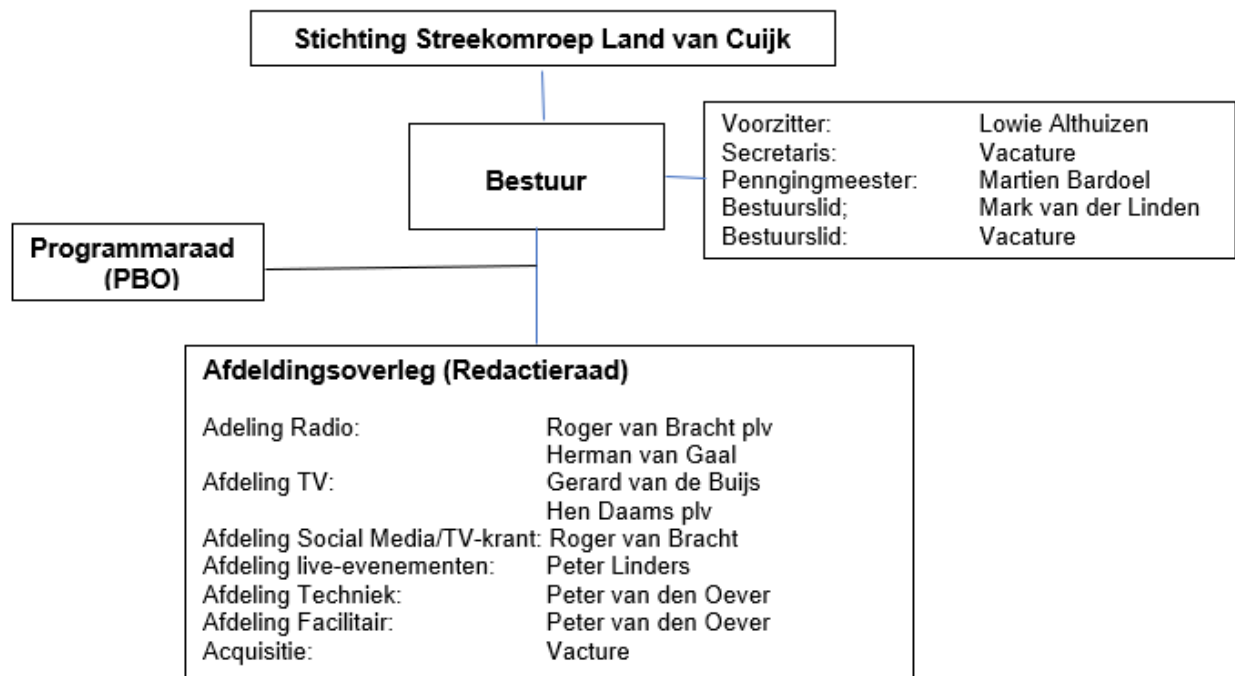 Stichting Streekomroep Land van Cuijk
Bestuur
Voorzitter: Lowie Althuizen
Secretaris: Vacature
Penngingmeester: Martien Bardoel
Bestuurslid; Mark van der Linden
Bestuurslid: Vacature
Programmaraad
(PBO)
Afdeldingsoverleg (Redactieraad)
Adeling Radio: Roger van Bracht plv
Herman van Gaal
Afdeling TV: Gerard van de Buijs
Hen Daams plv
Afdeling Social Media/TV-krant: Roger van Bracht
Afdeling live-evenementen: Peter Linders
Afdeling Techniek: Peter van den Oever
Afdeling Facilitair: Peter van den Oever
Acquisitie: Vacture